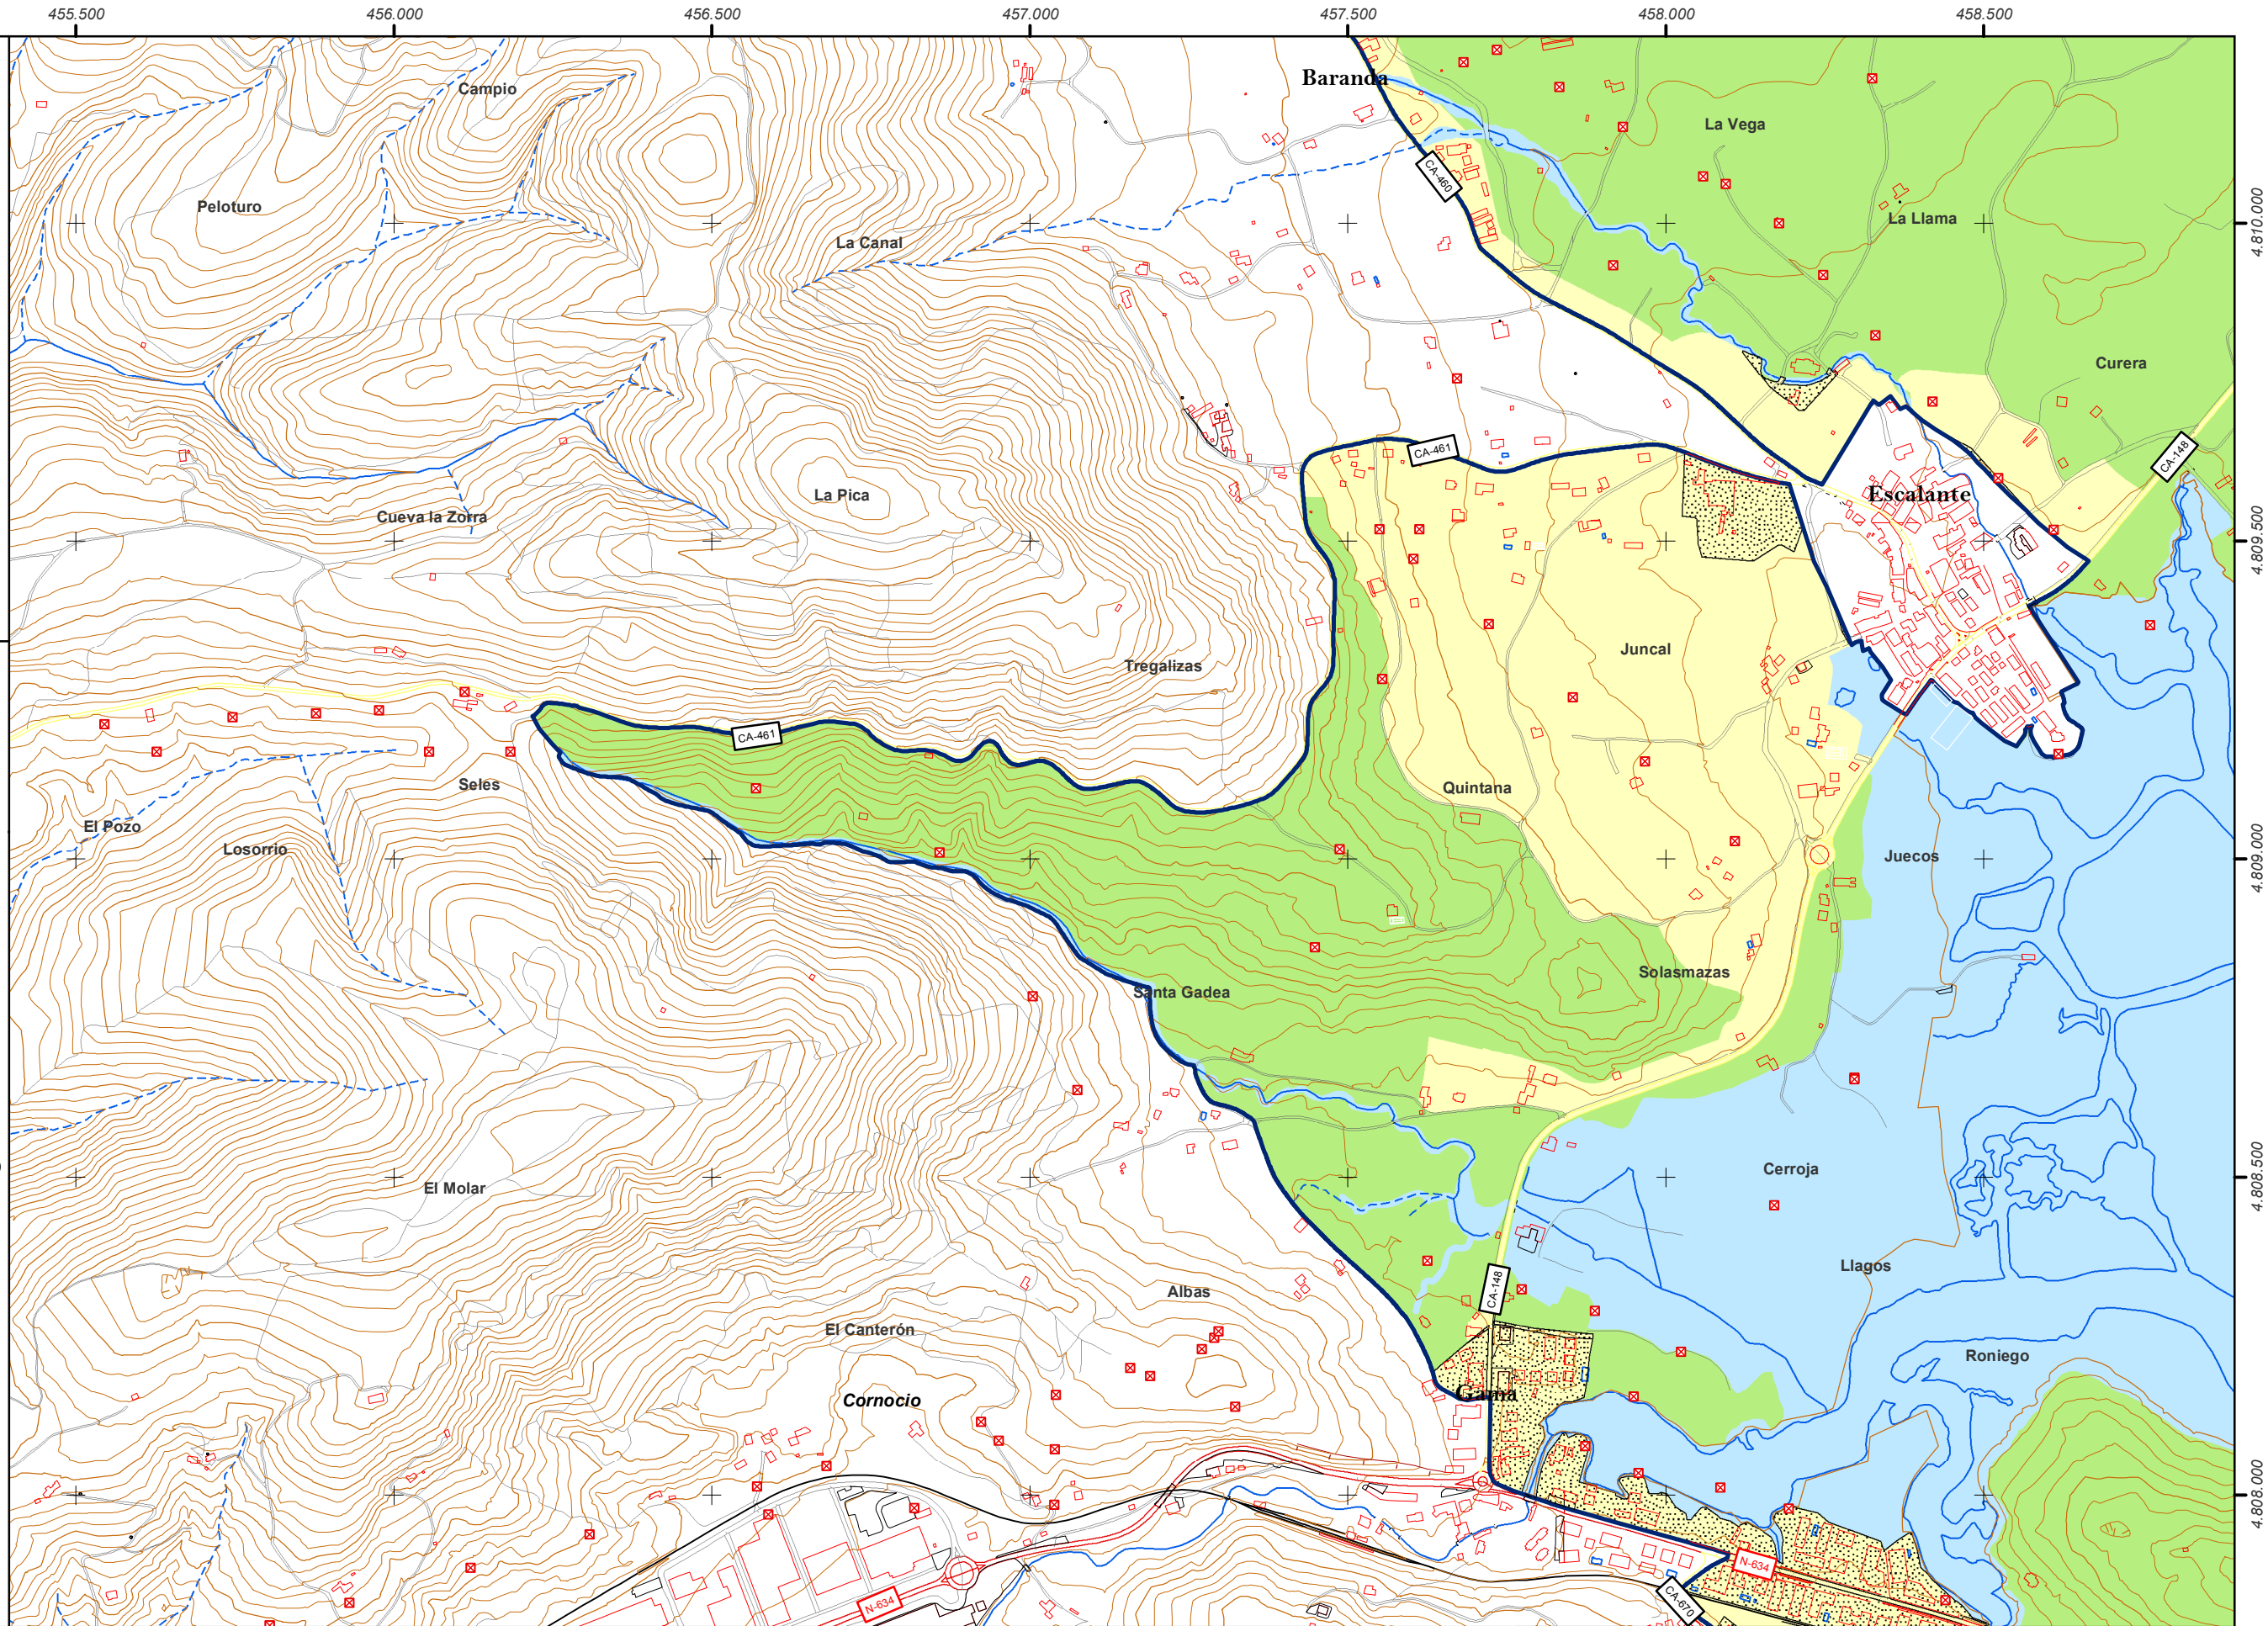 455.500
456.000
456.500
457.000
457.500
458.000
458.500
Baranda
Campio
La Vega
CA-460
Peloturo
La Llama
4.810.000
La Canal
Curera
CA-461
CA-148
La Pica
Escalante
Cueva la Zorra
4.809.500
Juncal
Tregalizas
CA-461
Seles
Quintana
El Pozo
Losorrio
Juecos
4.809.000
Solasmazas
Santa Gadea
Cerroja
El Molar
4.808.500
Llagos
CA-148
Albas
El Canterón
Roniego
Gama
Cornocio
4.808.000
N-634
CA-670
N-634